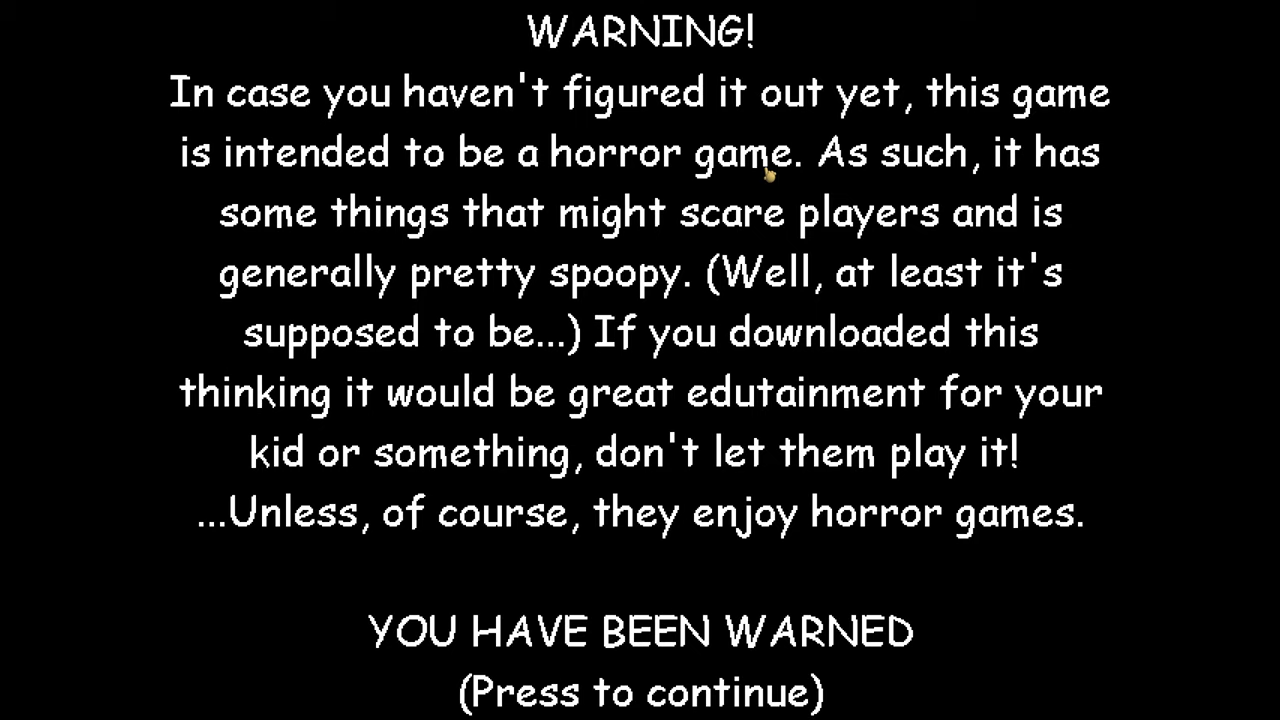 WARNING!
In case you haven't figured it out yet, this game
is intended to be a horror game. As such, it has
some things that might scare players and is
generally pretty spoopy. (Well, at least it's
supposed to be...) If you downloaded this
thinking it would be great edutainment for your
kid or something, don't let them play it!
...Unless, of course, they enjoy horror games.
YOU HAVE BEEN WARNED
(Press to continue)